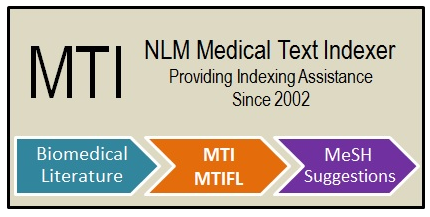 MTI
NLM Medical Text Indexer
Providing Indexing Assistance
Since 2002
Biomedical
Literature
MTI
MTIFL
MeSH
Suggestions